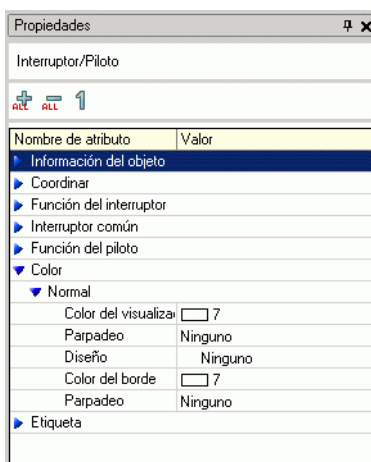 Propiedades
Interruptor/Piloto
ALL ALL 1
Nombre de atributo Valor
Información del objeto
Coordinar
Función del interruptor
Interruptor común
Función del piloto
Color
Normal
Color del visualiza 7
Parpadeo Ninguno
Diseño Ninguno
Color del borde 7
Parpadeo Ninguno
Etiqueta